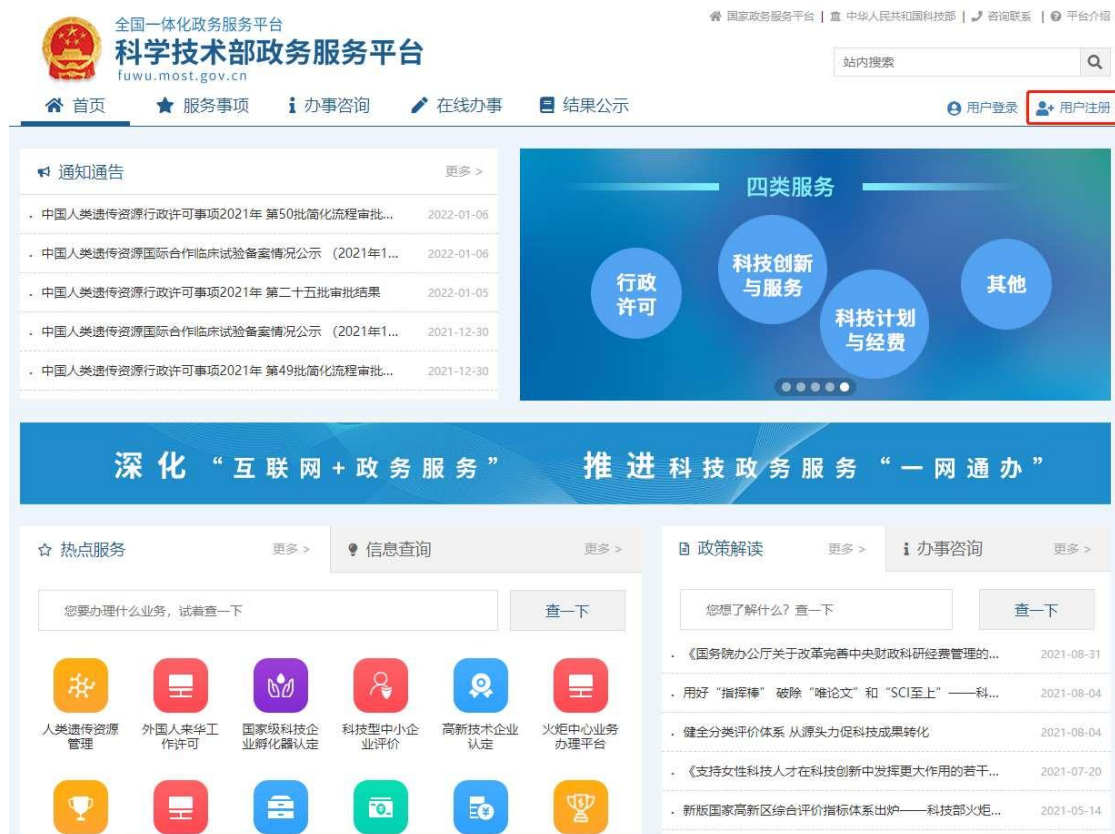 国家政务服务平台 | 中华人民共和国科技部 | 咨询联系 | 平台介绍
全国一体化政务服务平台
科学技术部政务服务平台
fuwu.most.gov.cn
站内搜索
首页 服务事项 办事咨询 在线办事 结果公示 用户登录 用户注册
通知通告 更多 >
中国人类遗传资源行政许可事项2021年 第50批简化流程审批... 2022-01-06
中国人类遗传资源国际合作临床试验备案情况公示 （2021年1... 2022-01-06
中国人类遗传资源行政许可事项2021年 第二十五批审批结果 2022-01-05
中国人类遗传资源国际合作临床试验备案情况公示 （2021年1... 2021-12-30
中国人类遗传资源行政许可事项2021年 第49批简化流程审批... 2021-12-30
四类服务
行政
许可
科技创新
与服务
科技计划
与经费
其他
深化“互联网+政务服务” 推进科技政务服务“一网通办”
热点服务 更多 > 信息查询 更多 >
您要办理什么业务，试着查一下 查一下
人类遗传资源
管理
外国人来华工
作许可
国家级科技企
业孵化器认定
科技型中小企
业评价
高新技术企业
认定
火炬中心业务
办理平台
政策解读 更多 > 办事咨询 更多 >
您想了解什么？查一下 查一下
《国务院办公厅关于改革完善中央财政科研经费管理的... 2021-08-31
用好“指挥棒” 破除“唯论文”和“SCI至上”——科... 2021-08-04
健全分类评价体系 从源头力促科技成果转化 2021-08-04
《支持女性科技人才在科技创新中发挥更大作用的若干... 2021-07-20
新版国家高新区综合评价指标体系出炉——科技部火炬... 2021-05-14